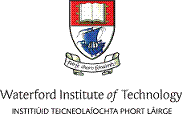 Waterford Institute of Technology
INSTITIÚID TEICNEOLAÍOCHTA PHORT LÁIRGE